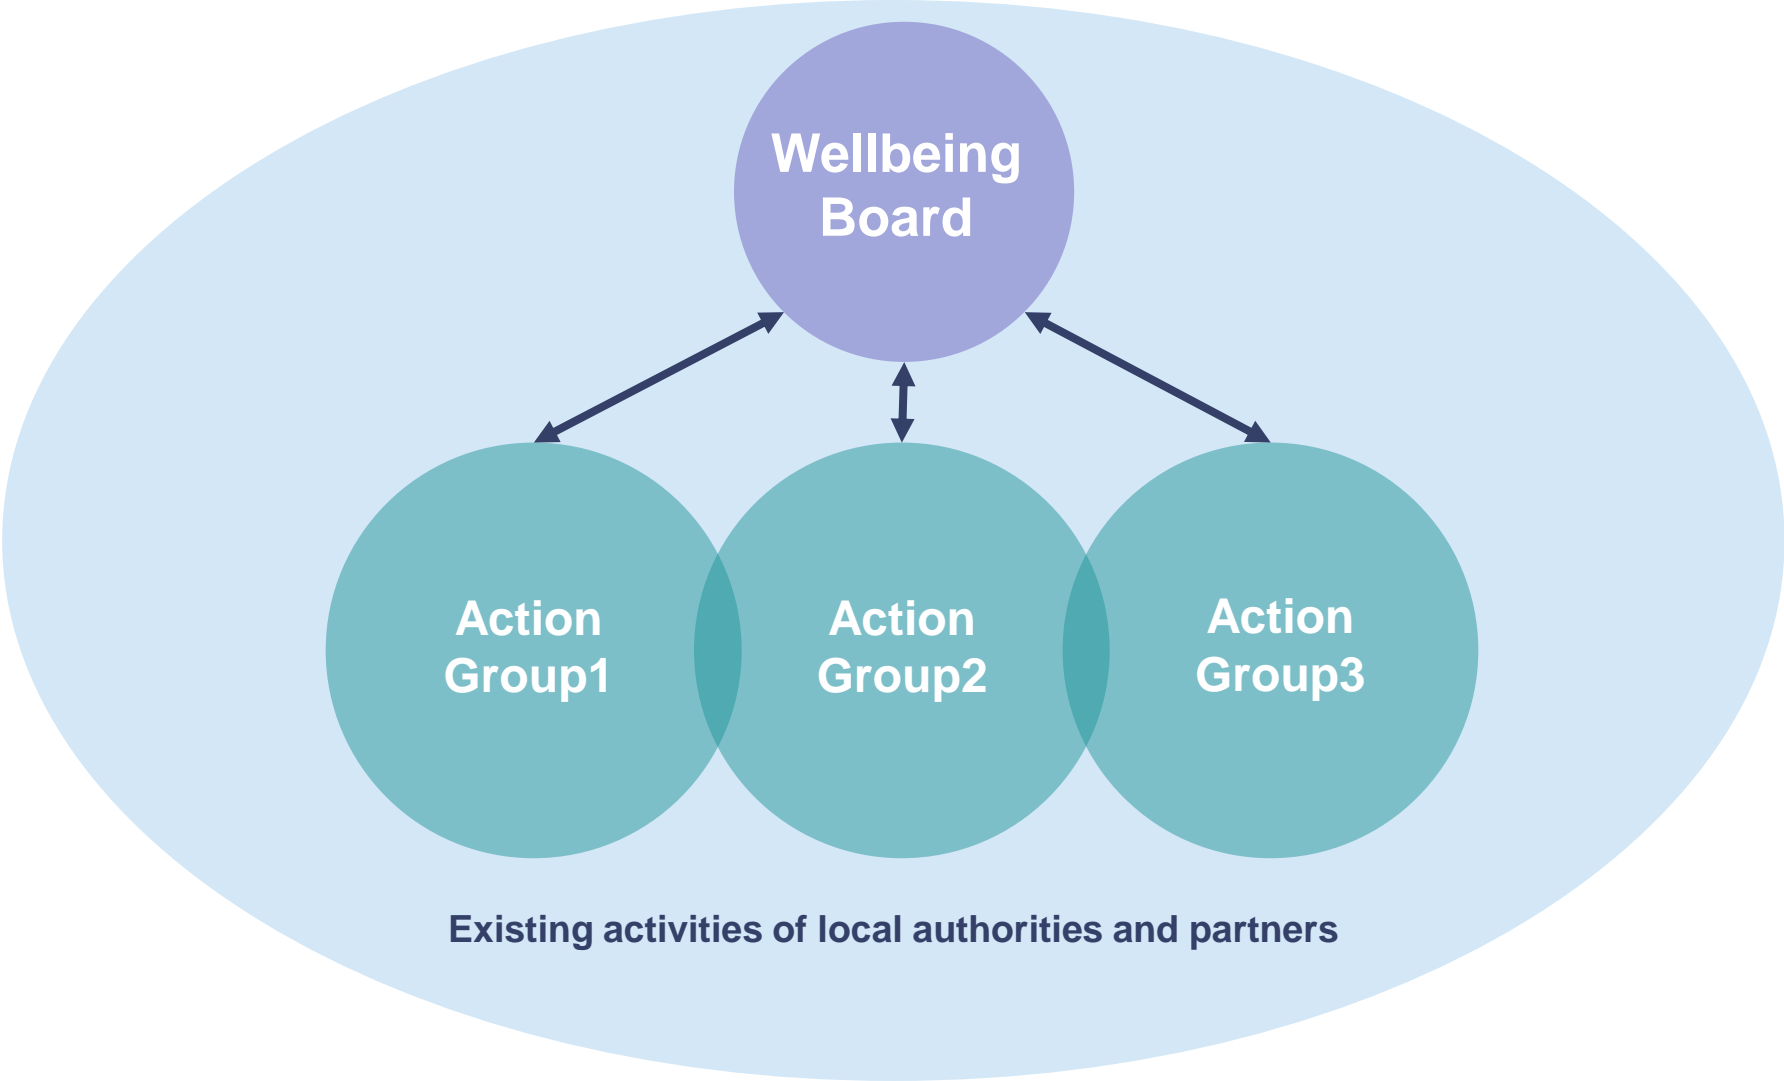 Wellbeing
Board
Action
Group1
Action
Group2
Action
Group3
Existing activities of local authorities and partners